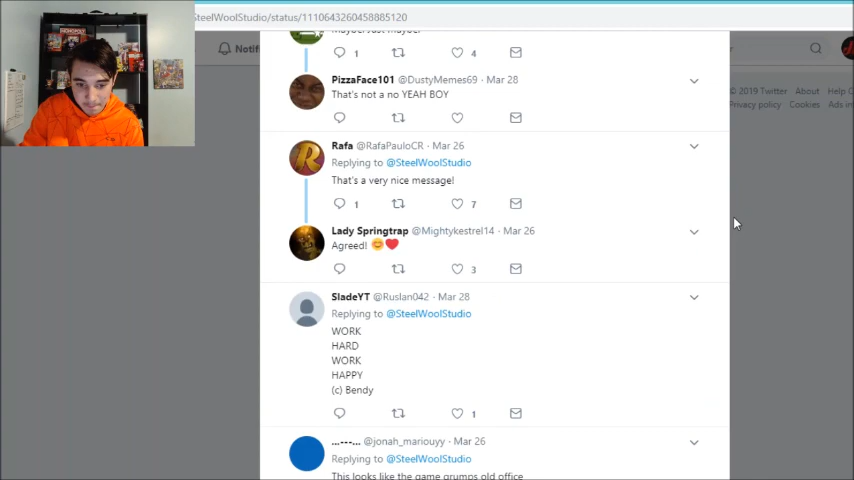 SteelWoolStudio/status/1110643260458885120
Notifi
© 2019 Twitter About Help C
Privacy policy Cookies Ads in
1 4
PizzaFace101 @DustyMemes69 · Mar 28
That's not a no YEAH BOY
Rafa @RafaPauloCR · Mar 26
Replying to @SteelWoolStudio
That's a very nice message!
1 7
Lady Springtrap @Mightykestrel14 · Mar 26
Agreed! 😊❤️
3
SladeYT @Ruslan042 · Mar 28
Replying to @SteelWoolStudio
WORK
HARD
WORK
HAPPY
(c) Bendy
1
...---... @jonah_mariouyy · Mar 26
Replying to @SteelWoolStudio
This looks like the game grumps old office
MONOPOLY